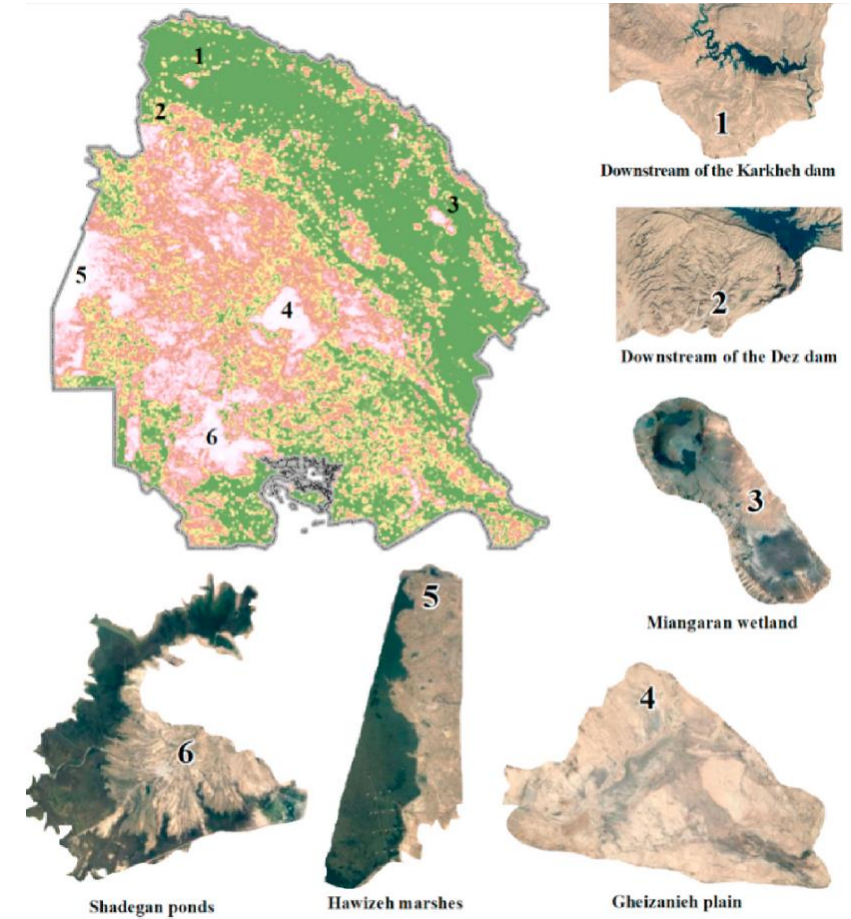 1
2
3
5
4
6
1
Downstream of the Karkheh dam
2
Downstream of the Dez dam
3
Miangaran wetland
6
Shadegan ponds
5
Hawizeh marshes
4
Gheizanieh plain